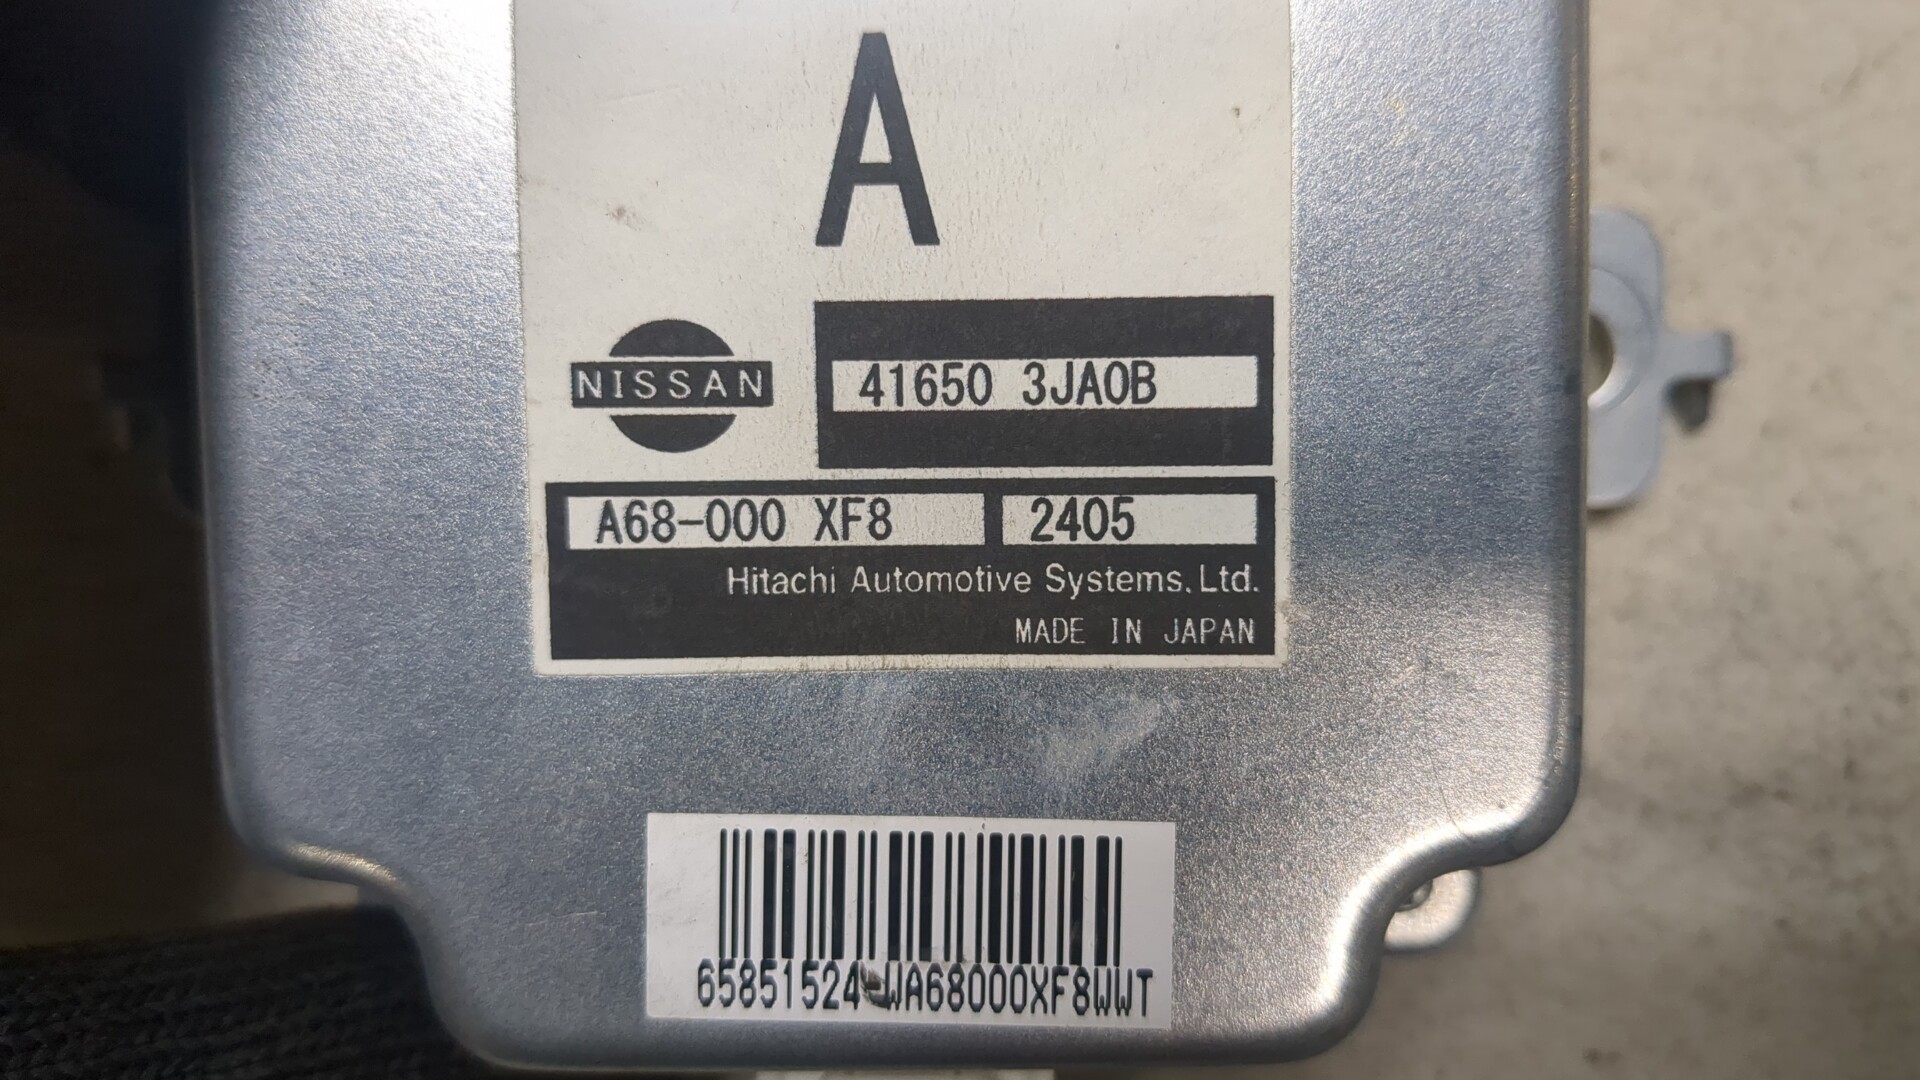 A
NISSAN
41650 3JA0B
A68-000 XF8 2405
Hitachi Automotive Systems, Ltd.
MADE IN JAPAN
65851524 WA68000XF8WWT